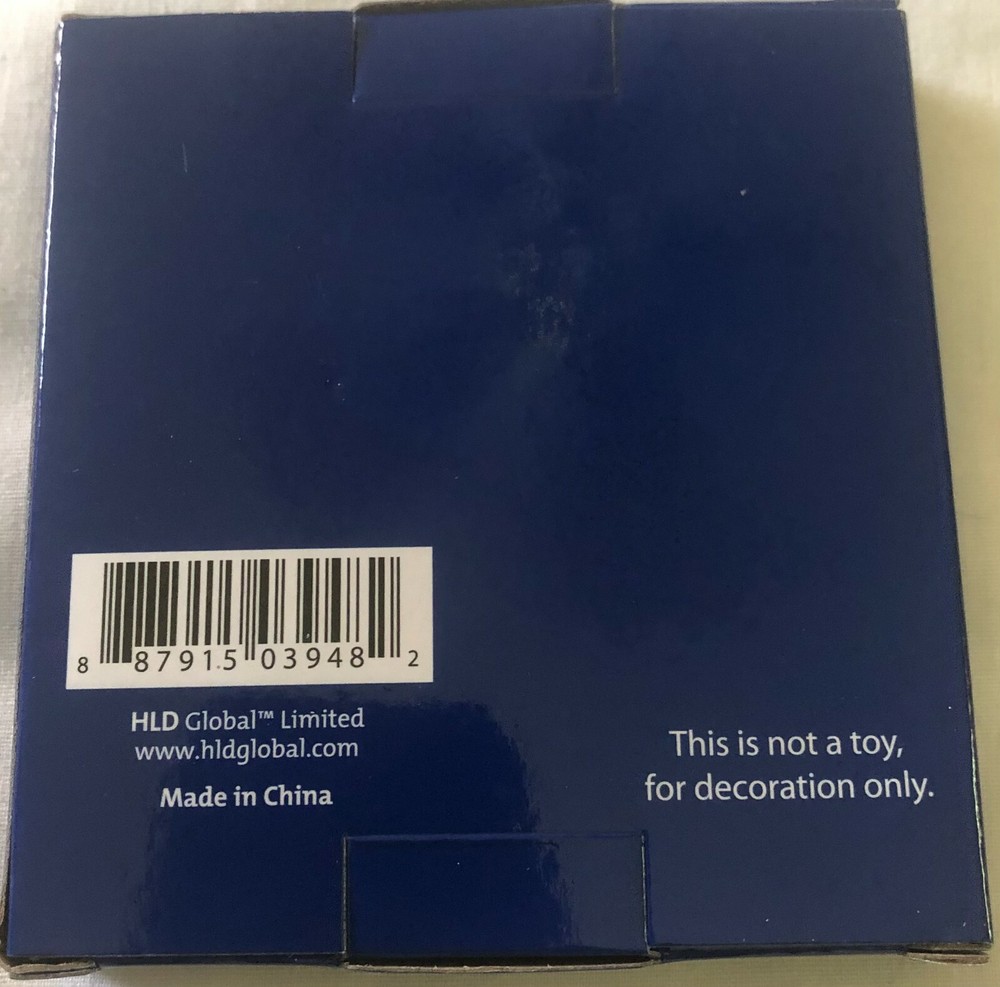 8 87915 03948 2
HLD Global™ Limited
www.hldglobal.com
Made in China
This is not a toy,
for decoration only.